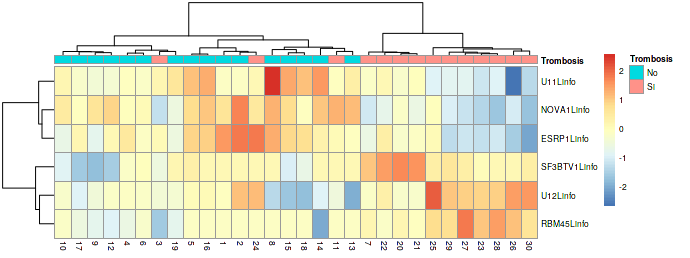 Trombosis
U11Linfo
NOVA1Linfo
ESRP1Linfo
SF3BTV1Linfo
U12Linfo
RBM45Linfo
10 17 9 12 4 6 3 19 5 16 1 2 24 8 15 18 14 11 13 7 22 20 21 25 29 27 23 28 26 30
2
1
0
-1
-2
Trombosis
No
SI